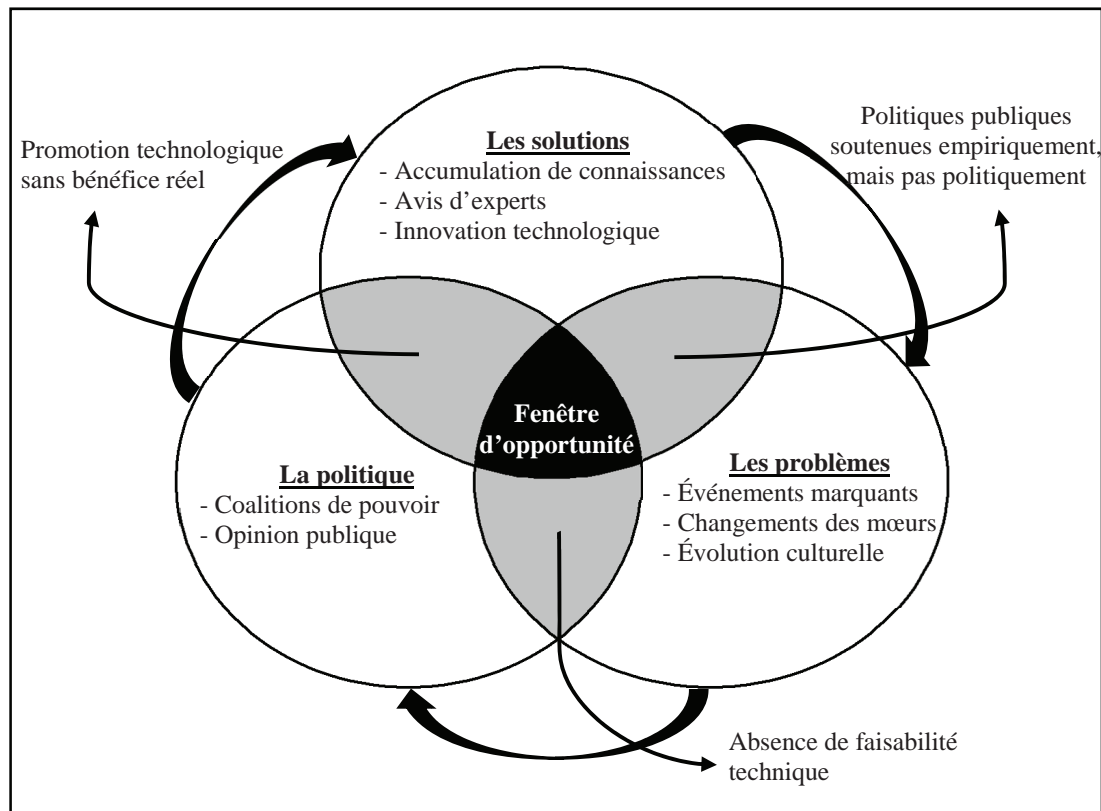 Promotion technologique
sans bénéfice réel
Les solutions
- Accumulation de connaissances
- Avis d’experts
- Innovation technologique
Politiques publiques
soutenues empiriquement,
mais pas politiquement
Fenêtre
d’opportunité
La politique
- Coalitions de pouvoir
- Opinion publique
Les problèmes
- Événements marquants
- Changements des mœurs
- Évolution culturelle
Absence de faisabilité
technique